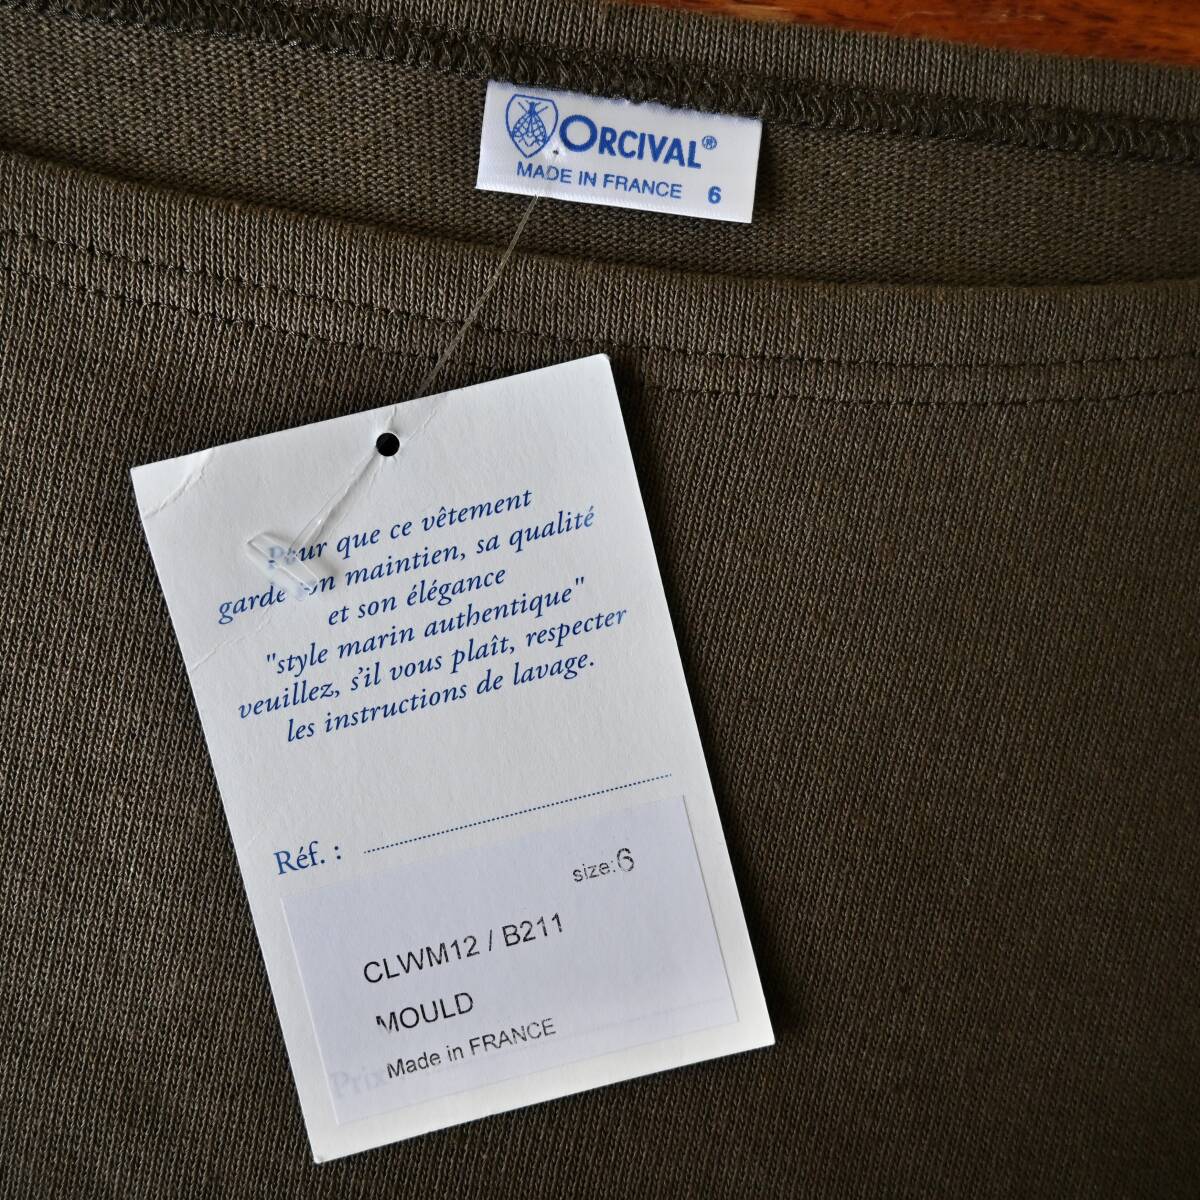 ORCIVAL®
MADE IN FRANCE 6
Pour que ce vêtement
garde son maintien, sa qualité
et son élégance
"style marin authentique"
veuillez, s'il vous plaît, respecter
les instructions de lavage.
Réf. :
size:6
CLWM12 / B211
MOULD
Made in FRANCE
Prix